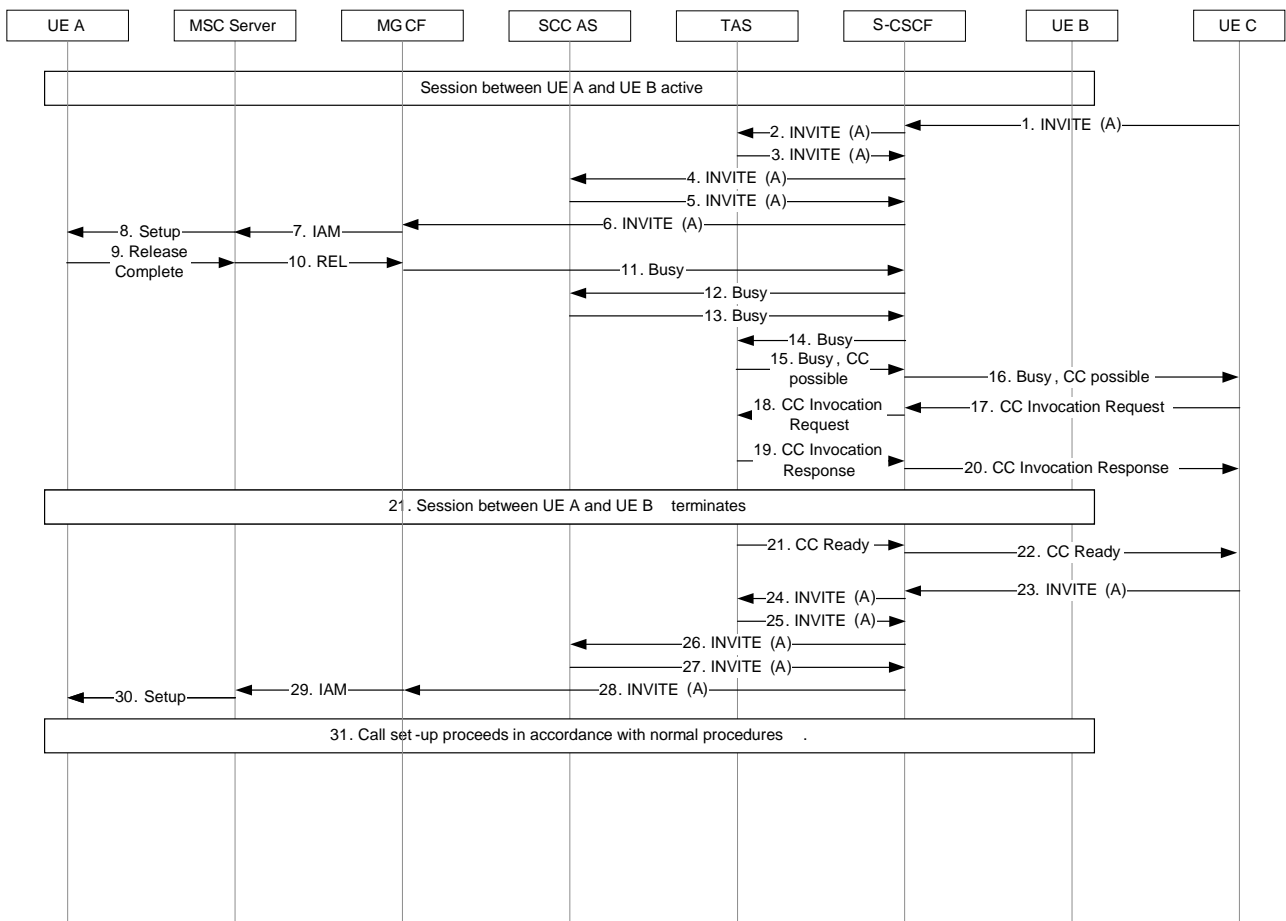 UE A
MSC Server
MGCF
SCC AS
TAS
S-CSCF
UE B
UE C
Session between UE A and UE B active
1. INVITE (A)
2. INVITE (A)
3. INVITE (A)
4. INVITE (A)
5. INVITE (A)
6. INVITE (A)
7. IAM
8. Setup
9. Release
Complete
10. REL
11. Busy
12. Busy
13. Busy
14. Busy
15. Busy, CC
possible
16. Busy, CC possible
17. CC Invocation Request
18. CC Invocation
Request
19. CC Invocation
Response
20. CC Invocation Response
21. Session between UE A and UE B terminates
21. CC Ready
22. CC Ready
23. INVITE (A)
24. INVITE (A)
25. INVITE (A)
26. INVITE (A)
27. INVITE (A)
28. INVITE (A)
29. IAM
30. Setup
31. Call set-up proceeds in accordance with normal procedures .